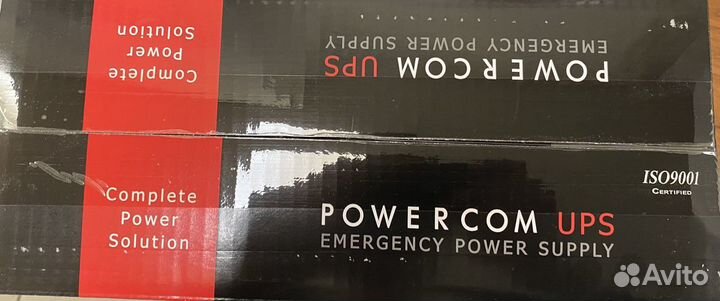 Complete
Power
Solution
POWERCOM UPS
EMERGENCY POWER SUPPLY
ISO9001
CERTIFIED
Complete
Power
Solution
POWERCOM UPS
EMERGENCY POWER SUPPLY
Avito